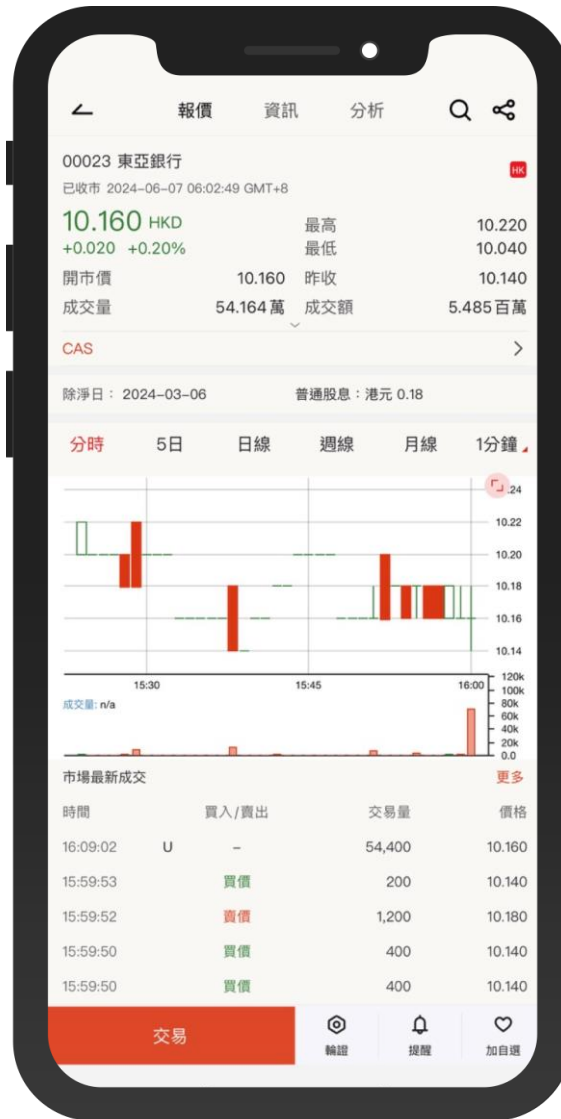 報價 資訊 分析
00023 東亞銀行 HK
已收市 2024-06-07 06:02:49 GMT+8
10.160 HKD 最高 10.220
+0.020 +0.20% 最低 10.040
開市價 10.160 昨收 10.140
成交量 54.164萬 成交額 5.485百萬
CAS
除淨日： 2024-03-06 普通股息：港元 0.18
分時 5日 日線 週線 月線 1分鐘
.24
10.22
10.20
10.18
10.16
10.14
15:30 15:45 16:00
120k
成交量: n/a 100k
80k
60k
40k
20k
0.0
市場最新成交 更多
時間 買入/賣出 交易量 價格
16:09:02 U – 54,400 10.160
15:59:53 買價 200 10.140
15:59:52 賣價 1,200 10.180
15:59:50 買價 400 10.140
15:59:50 買價 400 10.140
交易 輪證 提醒 加自選